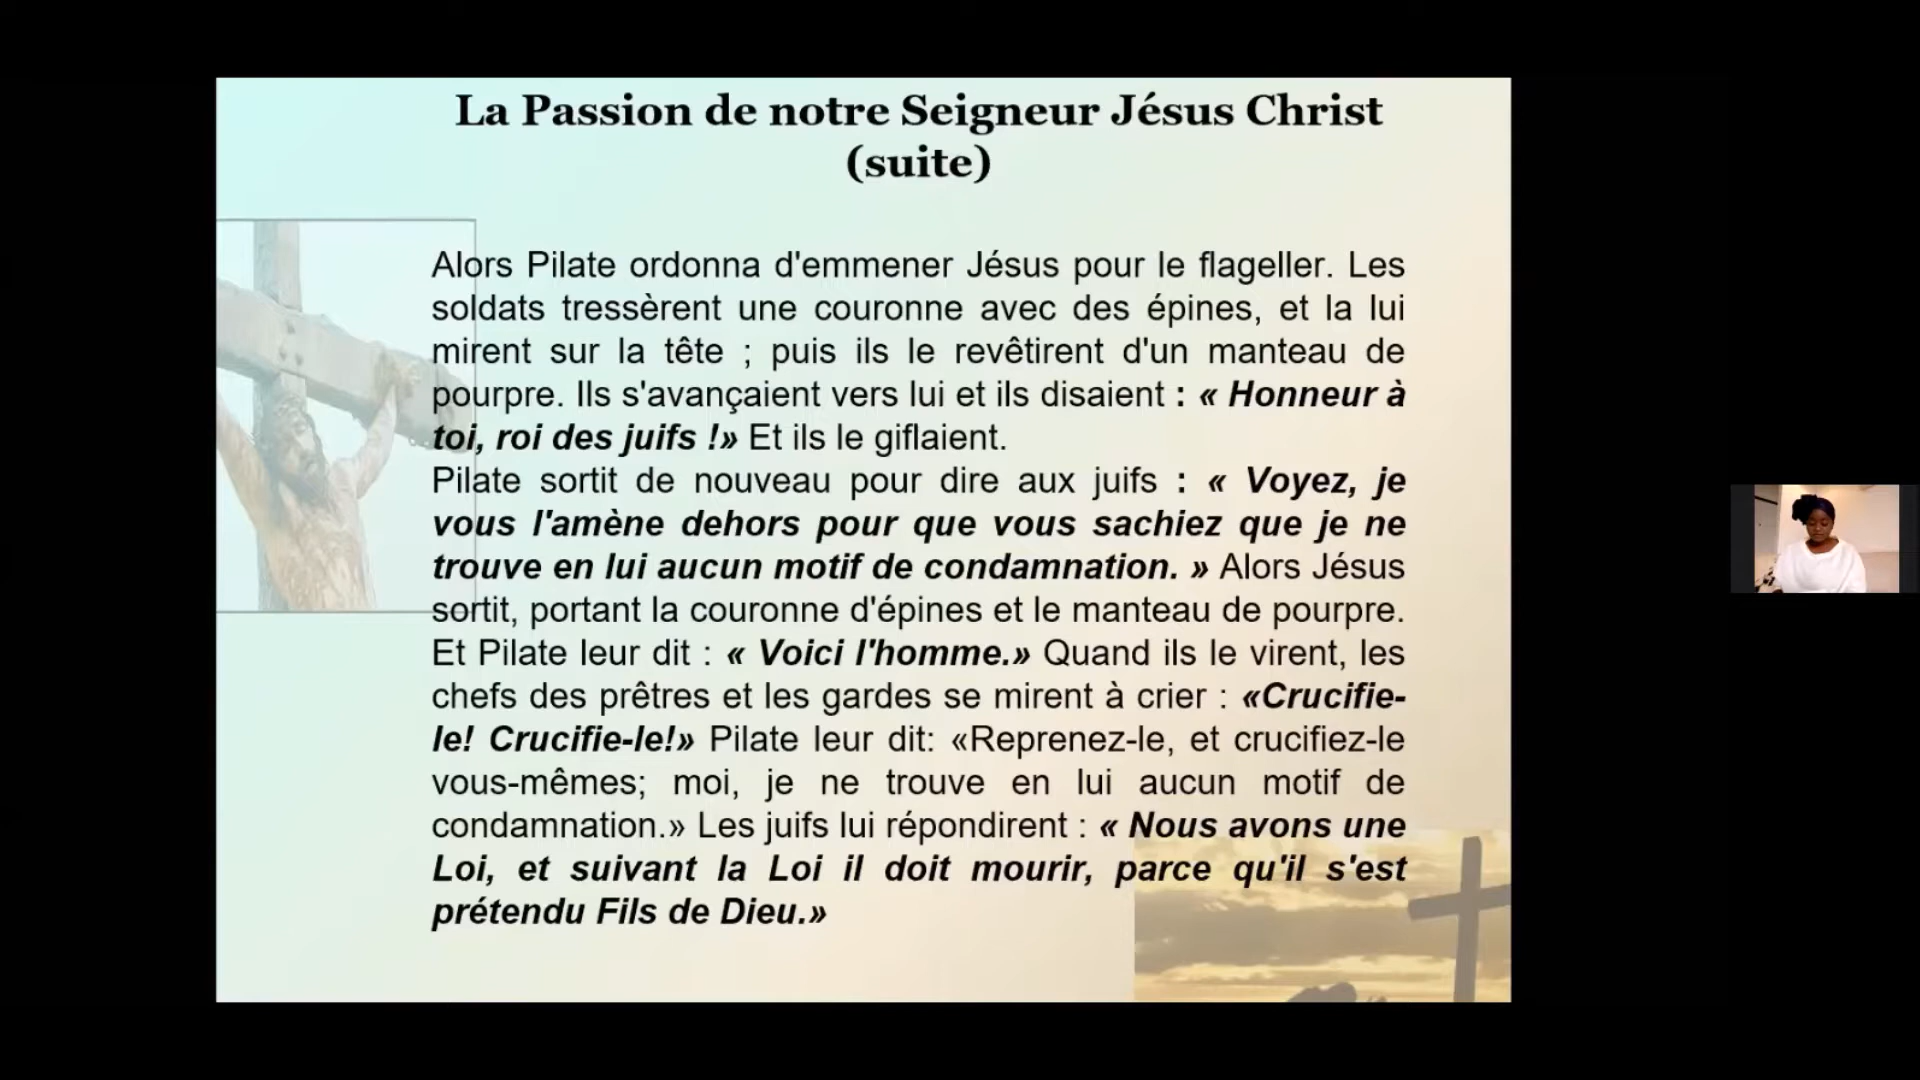 La Passion de notre Seigneur Jésus Christ
(suite)
Alors Pilate ordonna d'emmener Jésus pour le flageller. Les
soldats tressèrent une couronne avec des épines, et la lui
mirent sur la tête ; puis ils le revêtirent d'un manteau de
pourpre. Ils s'avançaient vers lui et ils disaient : « Honneur à
toi, roi des juifs !» Et ils le giflaient.
Pilate sortit de nouveau pour dire aux juifs : « Voyez, je
vous l'amène dehors pour que vous sachiez que je ne
trouve en lui aucun motif de condamnation. » Alors Jésus
sortit, portant la couronne d'épines et le manteau de pourpre.
Et Pilate leur dit : « Voici l'homme.» Quand ils le virent, les
chefs des prêtres et les gardes se mirent à crier : «Crucifie-
le! Crucifie-le!» Pilate leur dit: «Reprenez-le, et crucifiez-le
vous-mêmes; moi, je ne trouve en lui aucun motif de
condamnation.» Les juifs lui répondirent : « Nous avons une
Loi, et suivant la Loi il doit mourir, parce qu'il s'est
prétendu Fils de Dieu.»